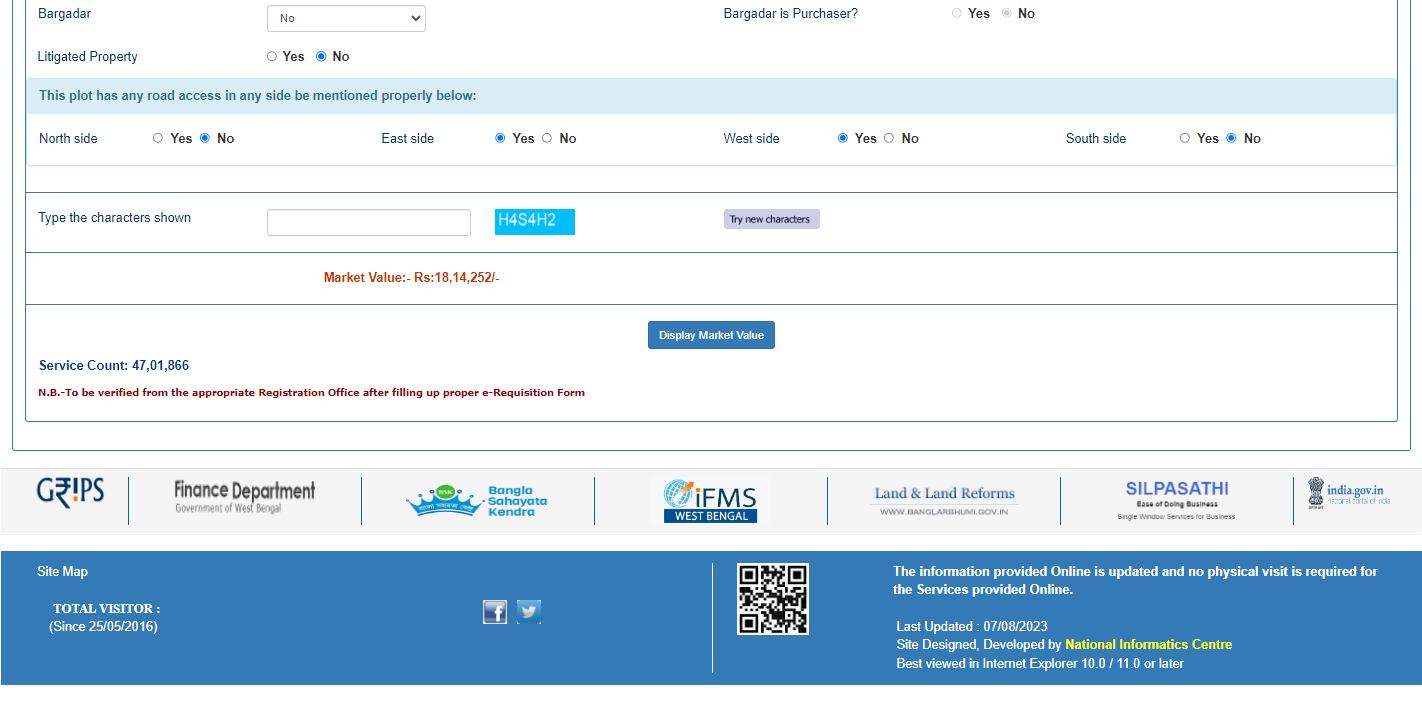 Bargadar No Bargadar is Purchaser? Yes No
Litigated Property Yes No
This plot has any road access in any side be mentioned properly below:
North side Yes No East side Yes No West side Yes No South side Yes No
Type the characters shown H4S4H2 Try new characters
Market Value:- Rs:18,14,252/-
Display Market Value
Service Count: 47,01,866
N.B.-To be verified from the appropriate Registration Office after filling up proper e-Requisition Form
GRIPS
Finance Department
Government of West Bengal
BSK
Bangla
Sahayata
Kendra
iFMS
WEST BENGAL
Land & Land Reforms
WWW.BANGLARBHUMI.GOV.IN
SILPASATHI
Ease of Doing Business
Single Window Services for Business
india.gov.in
national portal of india
Site Map
TOTAL VISITOR :
(Since 25/05/2016)
The information provided Online is updated and no physical visit is required for
the Services provided Online.
Last Updated : 07/08/2023
Site Designed, Developed by National Informatics Centre
Best viewed in Internet Explorer 10.0 / 11.0 or later